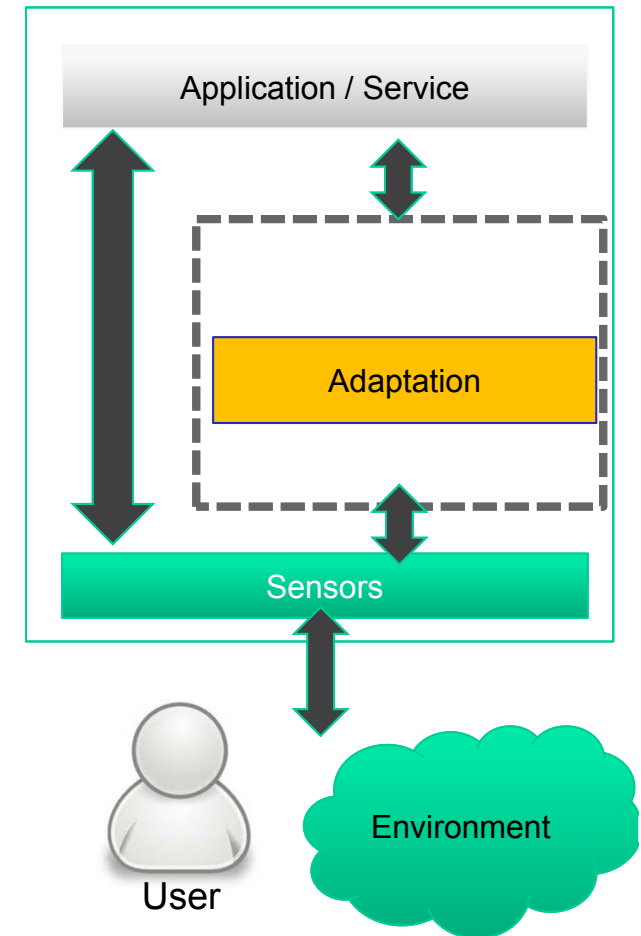 Application / Service
Adaptation
Sensors
Environment
User